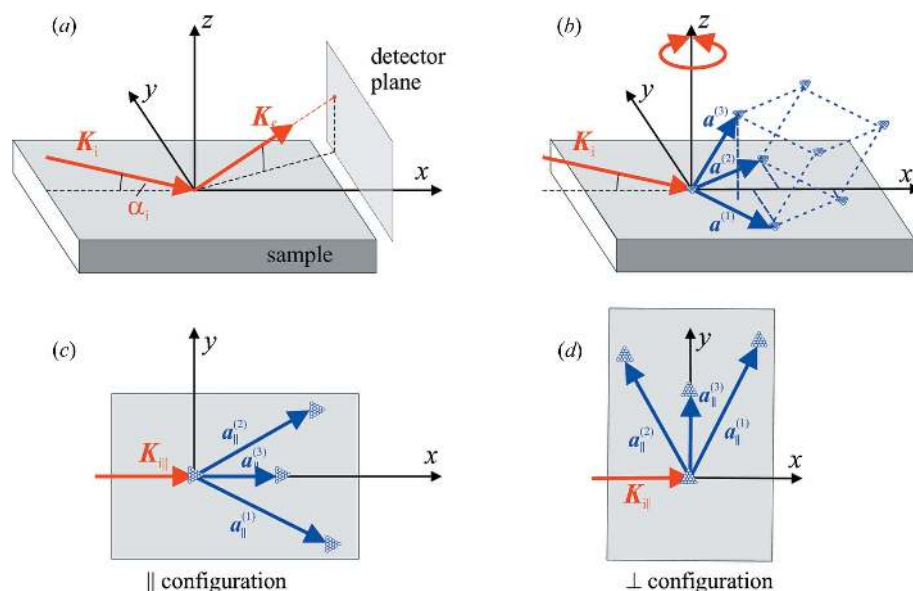 (a)
z
y
detector
plane
K_f
K_i
x
α_i
sample
(b)
z
y
a^(3)
K_i
a^(2)
x
a^(1)
(c)
y
a_∥^(2)
K_i∥
a_∥^(3)
x
a_∥^(1)
∥ configuration
(d)
y
a_∥^(3)
a_∥^(2)
a_∥^(1)
x
K_i∥
⊥ configuration